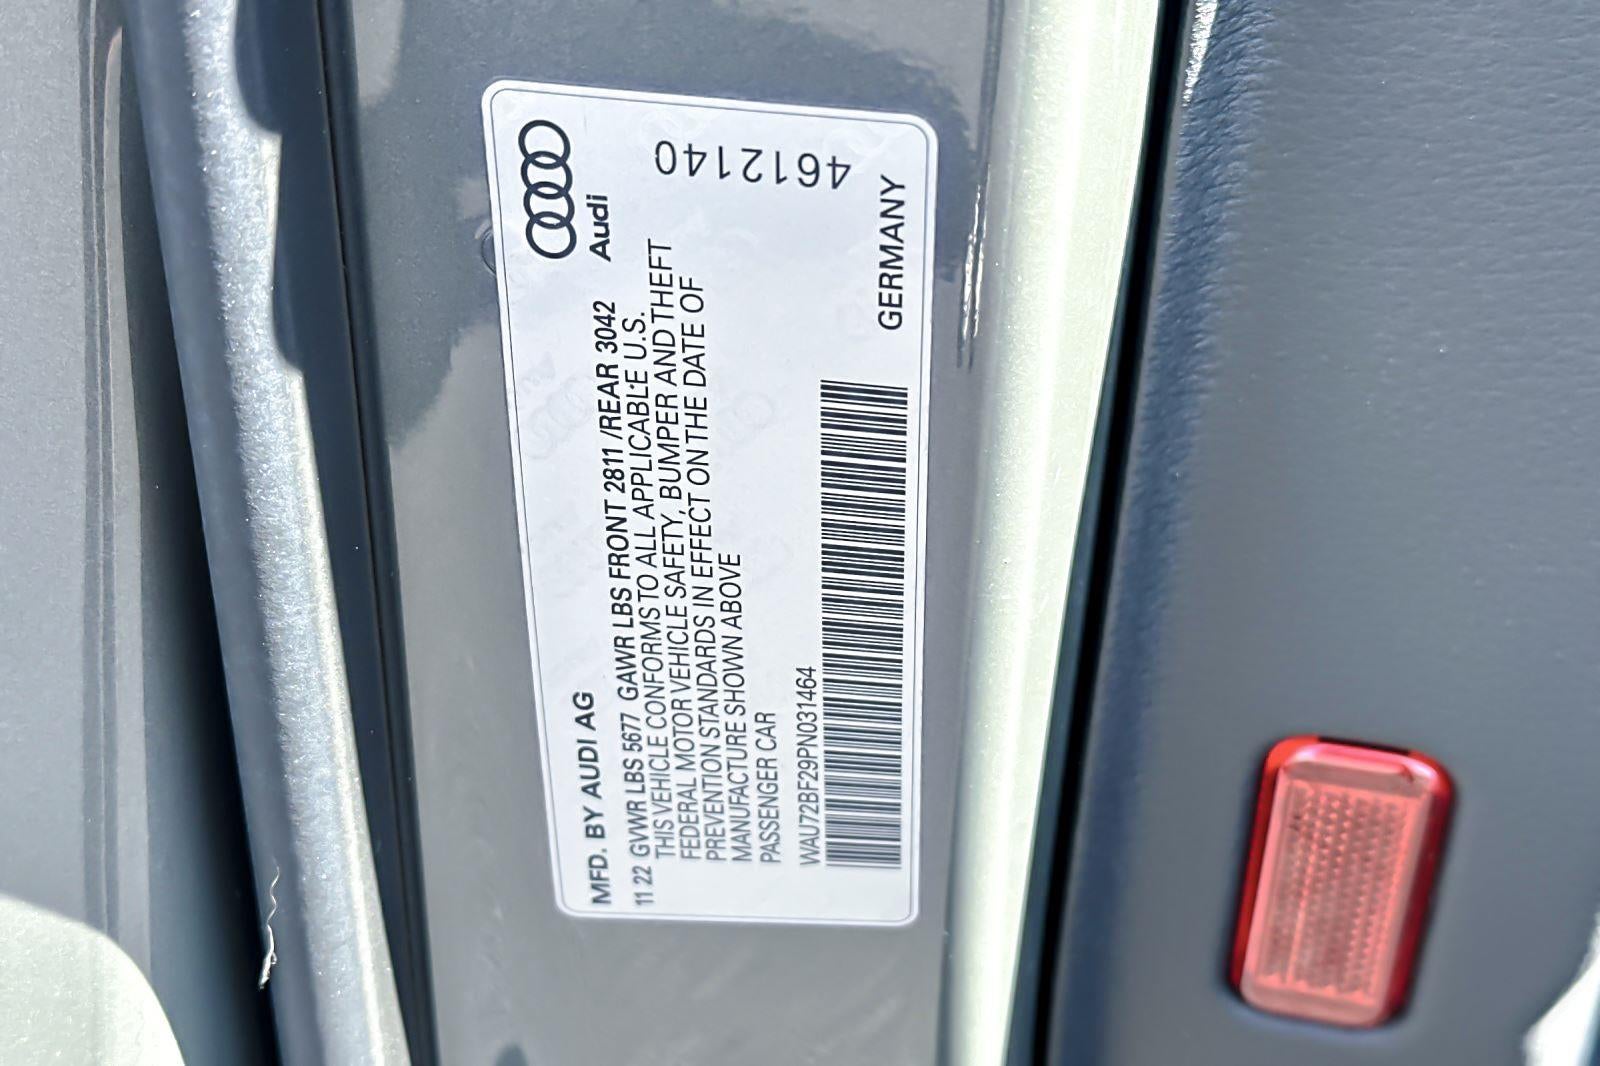 MFD. BY AUDI AG
Audi
11 22 GVWR LBS 5677 GAWR LBS FRONT 2811 /REAR 3042
THIS VEHICLE CONFORMS TO ALL APPLICABLE U.S.
FEDERAL MOTOR VEHICLE SAFETY, BUMPER AND THEFT
PREVENTION STANDARDS IN EFFECT ON THE DATE OF
MANUFACTURE SHOWN ABOVE
PASSENGER CAR
4612140
WAU72BF29PN031464
GERMANY